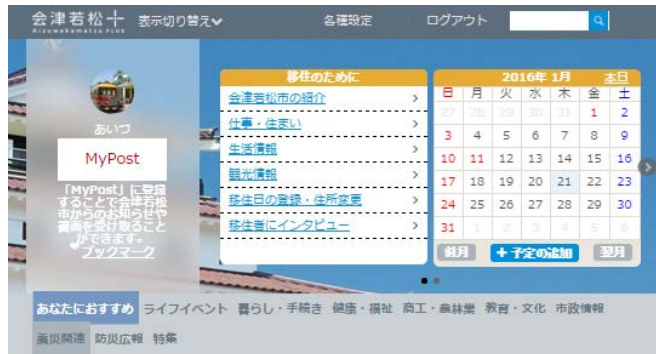 会津若松＋ 表示切り替え 各種設定 ログアウト
Aizuwakamatsu PLUS
あいづ
MyPost
「MyPost」に登録
することで会津若松
市からのお知らせや
書面を受け取ること
ができます。
ブックマーク
移住のために
会津若松市の紹介
仕事・住まい
生活情報
観光情報
移住日の登録・住所変更
移住者にインタビュー
2016年 1月 本日
日 月 火 水 木 金 土
27 28 29 30 31 1 2
3 4 5 6 7 8 9
10 11 12 13 14 15 16
17 18 19 20 21 22 23
24 25 26 27 28 29 30
31 1 2 3 4 5 6
前月 ＋予定の追加 翌月
あなたにおすすめ ライフイベント 暮らし・手続き 健康・福祉 商工・農林業 教育・文化 市政情報
震災関連 防災広報 特集